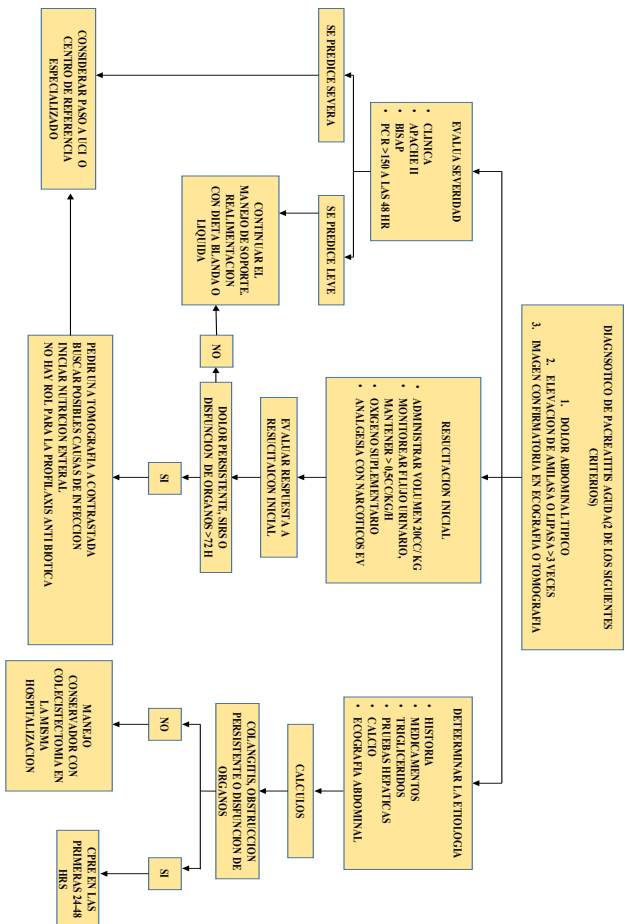 DIAGNSOTICO DE PACREATITIS AGUDA(2 DE LOS SIGUIENTES
CRITERIOS)
1. DOLOR ABDOMINAL TIPICO
2. ELEVACION DE AMILASA O LIPASA >3 VECES
3. IMAGEN CONFIRMATORIA EN ECOGRAFIA O TOMOGRAFIA
EVALUA SEVERIDAD
• CLINICA
• APACHE II
• BISAP
• PC R >150 A LAS 48 HR
SE PREDICE SEVERA
SE PREDICE LEVE
CONSIDERAR PASO A UCI O
CENTRO DE REFERENCIA
ESPECIALIZADO
CONTINUAR EL
MANEJO DE SOPORTE.
REALIMENTACION
CON DIETA BLANDA O
LIQUIDA
RESUCITACION INICIAL
• ADMINISTRAR VOLUMEN 20CC/ KG
• MONITOREAR FLUJO URINARIO,
MANTENER > 0,5CC/KG/H
• OXIGENO SUPLEMENTARIO
• ANALGESIA CON NARCOTICOS EV
EVALUAR RESPUESTA A
RESUCITAICON INICIAL
DOLOR PERSISTENTE, SIRS O
DISFUNCION DE ORGANOS >72 H
NO
SI
PEDIR UNA TOMOGRAFIA A CONTRASTADA
BUSCAR POSIBLES CAUSAS DE INFECCION
INICIAR NUTRICION ENTERAL
NO HAY ROL PARA LA PROFILAXIS ANTI BIOTICA
DETERMINAR LA ETIOLOGIA
• HISTORIA
• MEDICAMENTOS
• TRIGLICERIDOS
• PRUEBAS HEPATICAS
• CALCIO
• ECOGRAFIA ABDOMINAL
CALCULOS
COLANGITIS, OBSTRUCCION
PERSISTENTE O DISFUNCION DE
ORGANOS
NO
SI
MANEJO
CONSERVADOR CON
COLECISTECTOMIA EN
LA MISMA
HOSPITALIZACION
CPRE EN LAS
PRIMERAS 24-48
HRS